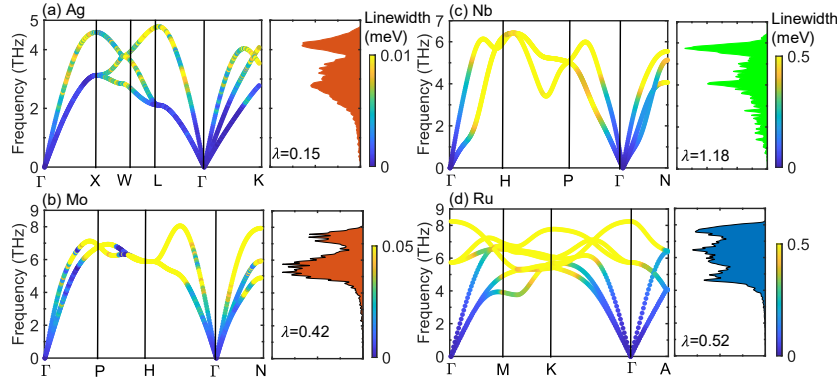 (a) Ag
Frequency (THz)
5
4
2
0
Γ
X
W
L
Γ
K
λ=0.15
Linewidth
(meV)
0.01
0
(c) Nb
Frequency (THz)
6
4
2
0
Γ
H
P
Γ
N
λ=1.18
Linewidth
(meV)
0.5
0
(b) Mo
Frequency (THz)
9
8
6
4
2
0
Γ
P
H
Γ
N
λ=0.42
0.05
0
(d) Ru
Frequency (THz)
9
8
6
4
2
0
Γ
M
K
Γ
A
λ=0.52
0.5
0